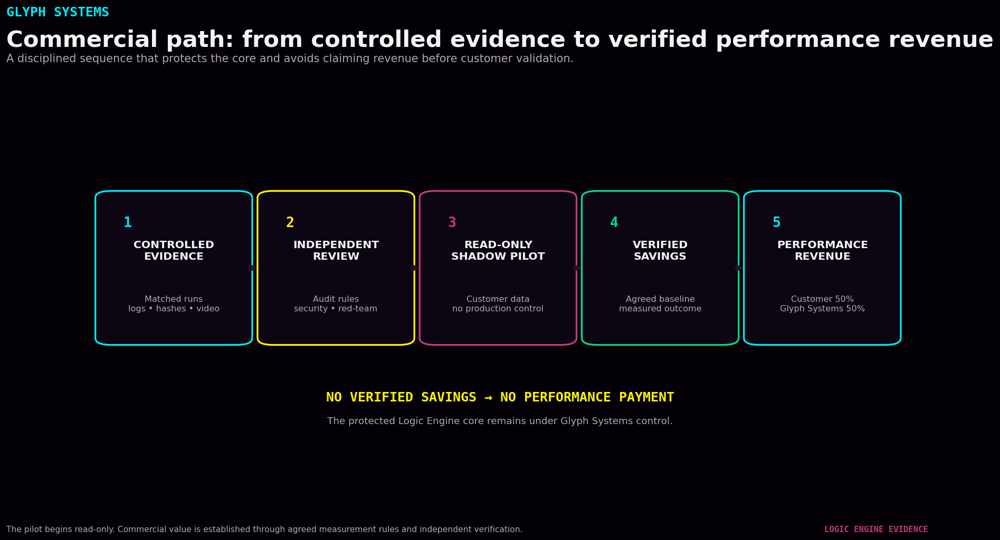 GLYPH SYSTEMS
Commercial path: from controlled evidence to verified performance revenue
A disciplined sequence that protects the core and avoids claiming revenue before customer validation.
1
CONTROLLED
EVIDENCE
Matched runs
logs • hashes • video
2
INDEPENDENT
REVIEW
Audit rules
security • red-team
3
READ-ONLY
SHADOW PILOT
Customer data
no production control
4
VERIFIED
SAVINGS
Agreed baseline
measured outcome
5
PERFORMANCE
REVENUE
Customer 50%
Glyph Systems 50%
NO VERIFIED SAVINGS → NO PERFORMANCE PAYMENT
The protected Logic Engine core remains under Glyph Systems control.
The pilot begins read-only. Commercial value is established through agreed measurement rules and independent verification.
LOGIC ENGINE EVIDENCE